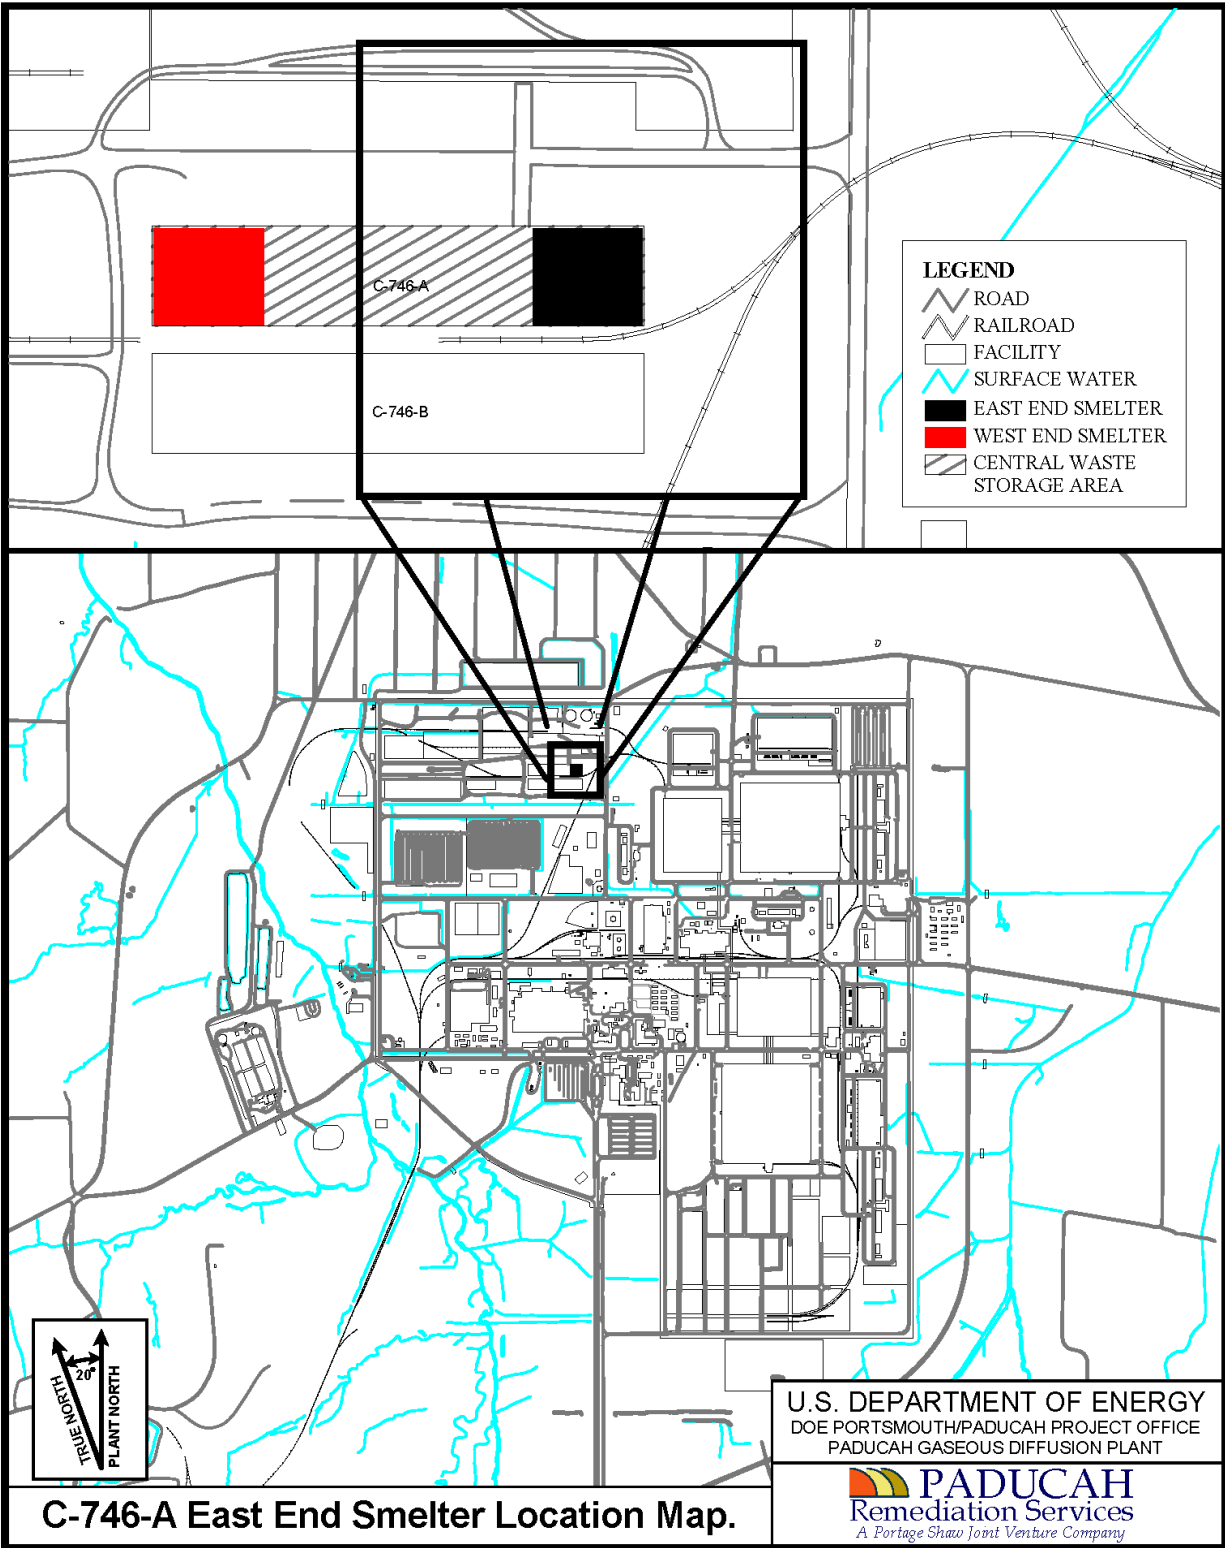 C-746-A
C-746-B
LEGEND
ROAD
RAILROAD
FACILITY
SURFACE WATER
EAST END SMELTER
WEST END SMELTER
CENTRAL WASTE
STORAGE AREA
20°
TRUE NORTH
PLANT NORTH
U.S. DEPARTMENT OF ENERGY
DOE PORTSMOUTH/PADUCAH PROJECT OFFICE
PADUCAH GASEOUS DIFFUSION PLANT
PADUCAH
Remediation Services
A Portage Shaw Joint Venture Company
C-746-A East End Smelter Location Map.